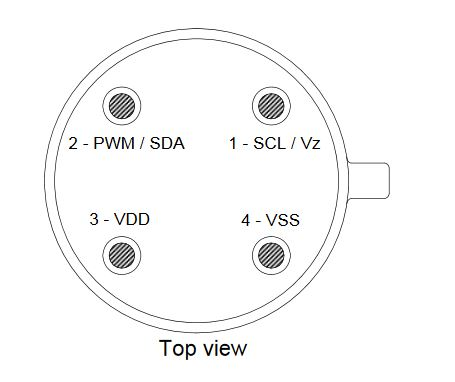 2 - PWM / SDA
1 - SCL / Vz
3 - VDD
4 - VSS
Top view